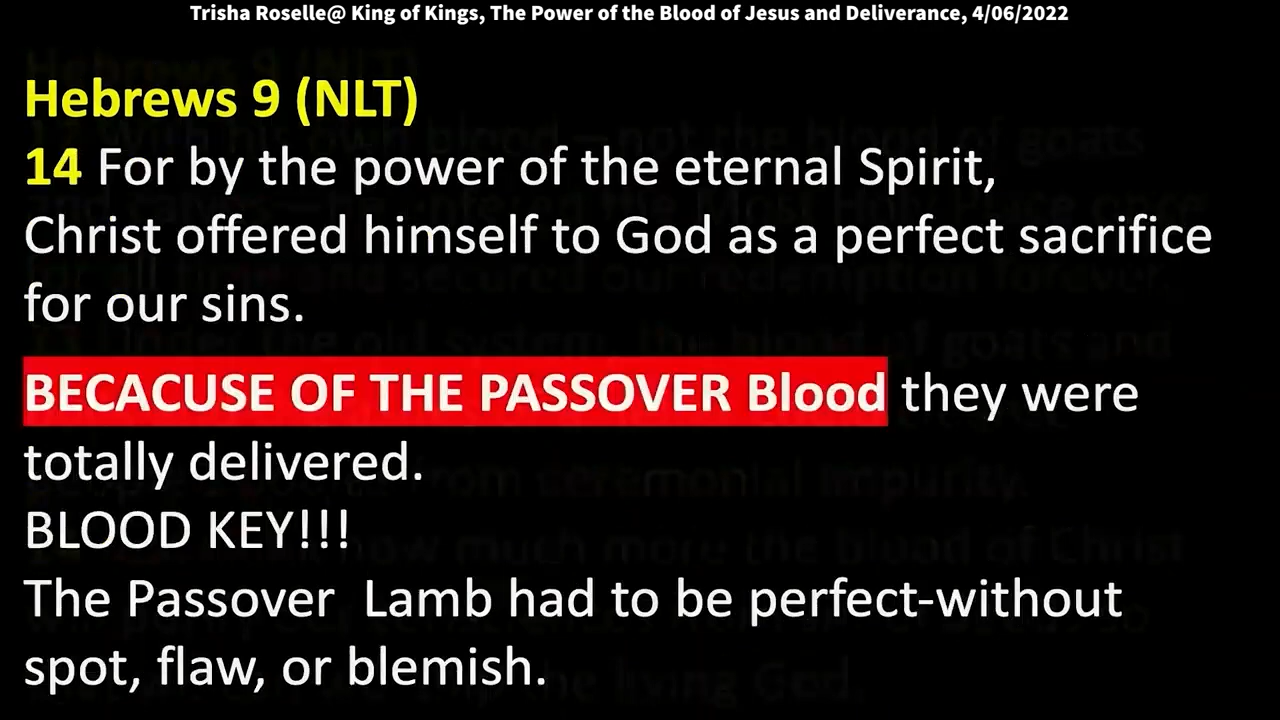 Trisha Roselle@ King of Kings, The Power of the Blood of Jesus and Deliverance, 4/06/2022
Hebrews 9 (NLT)
14 For by the power of the eternal Spirit,
Christ offered himself to God as a perfect sacrifice
for our sins.
BECACUSE OF THE PASSOVER Blood they were
totally delivered.
BLOOD KEY!!!
The Passover  Lamb had to be perfect-without
spot, flaw, or blemish.